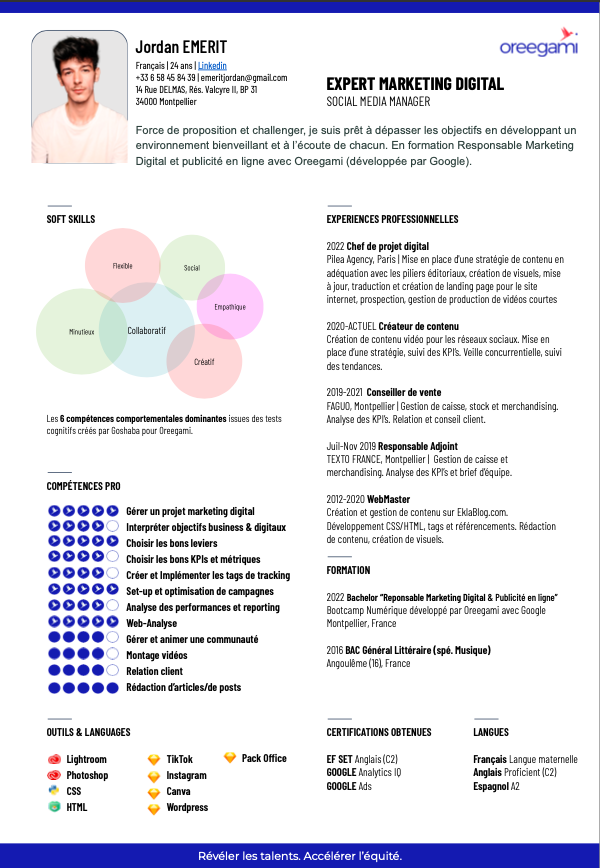 Jordan EMERIT
Français | 24 ans | Linkedin
+33 6 58 45 84 39 | emeritjordan@gmail.com
14 Rue DELMAS, Rés. Valcyre II, BP 31
34000 Montpellier
oreegami
EXPERT MARKETING DIGITAL
SOCIAL MEDIA MANAGER
Force de proposition et challenger, je suis prêt à dépasser les objectifs en développant un
environnement bienveillant et à l'écoute de chacun. En formation Responsable Marketing
Digital et publicité en ligne avec Oreegami (développée par Google).
SOFT SKILLS
Flexible
Social
Empathique
Minutieux
Collaboratif
Créatif
Les 6 compétences comportementales dominantes issues des tests
cognitifs créés par Goshaba pour Oreegami.
COMPÉTENCES PRO
Gérer un projet marketing digital
Interpréter objectifs business & digitaux
Choisir les bons leviers
Choisir les bons KPIs et métriques
Créer et Implémenter les tags de tracking
Set-up et optimisation de campagnes
Analyse des performances et reporting
Web-Analyse
Gérer et animer une communauté
Montage vidéos
Relation client
Rédaction d'articles/de posts
OUTILS & LANGUAGES
Lightroom
Photoshop
CSS
HTML
TikTok
Instagram
Canva
Wordpress
Pack Office
EXPERIENCES PROFESSIONNELLES
2022 Chef de projet digital
Pilea Agency, Paris | Mise en place d'une stratégie de contenu en
adéquation avec les piliers éditoriaux, création de visuels, mise
à jour, traduction et création de landing page pour le site
internet, prospection, gestion de production de vidéos courtes
2020-ACTUEL Créateur de contenu
Création de contenu vidéo pour les réseaux sociaux. Mise en
place d'une stratégie, suivi des KPI's. Veille concurrentielle, suivi
des tendances.
2019-2021 Conseiller de vente
FAGUO, Montpellier | Gestion de caisse, stock et merchandising.
Analyse des KPI's. Relation et conseil client.
Juil-Nov 2019 Responsable Adjoint
TEXTO FRANCE, Montpellier | Gestion de caisse et
merchandising. Analyse des KPI's et brief d'équipe.
2012-2020 WebMaster
Création et gestion de contenu sur EklaBlog.com.
Développement CSS/HTML, tags et référencements. Rédaction
de contenu, création de visuels.
FORMATION
2022 Bachelor "Reponsable Marketing Digital & Publicité en ligne"
Bootcamp Numérique développé par Oreegami avec Google
Montpellier, France
2016 BAC Général Littéraire (spé. Musique)
Angoulême (16), France
CERTIFICATIONS OBTENUES
EF SET Anglais (C2)
GOOGLE Analytics IQ
GOOGLE Ads
LANGUES
Français Langue maternelle
Anglais Proficient (C2)
Espagnol A2
Révéler les talents. Accélérer l'équité.